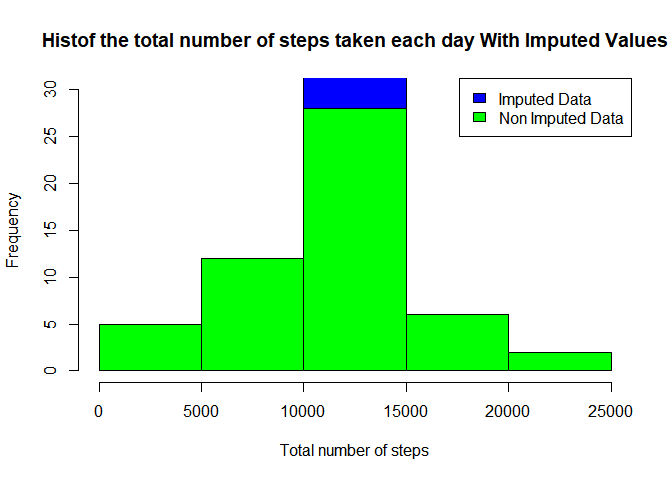 Histof the total number of steps taken each day With Imputed Values
30
25
20
15
10
5
0
Frequency
Imputed Data
Non Imputed Data
0 5000 10000 15000 20000 25000
Total number of steps